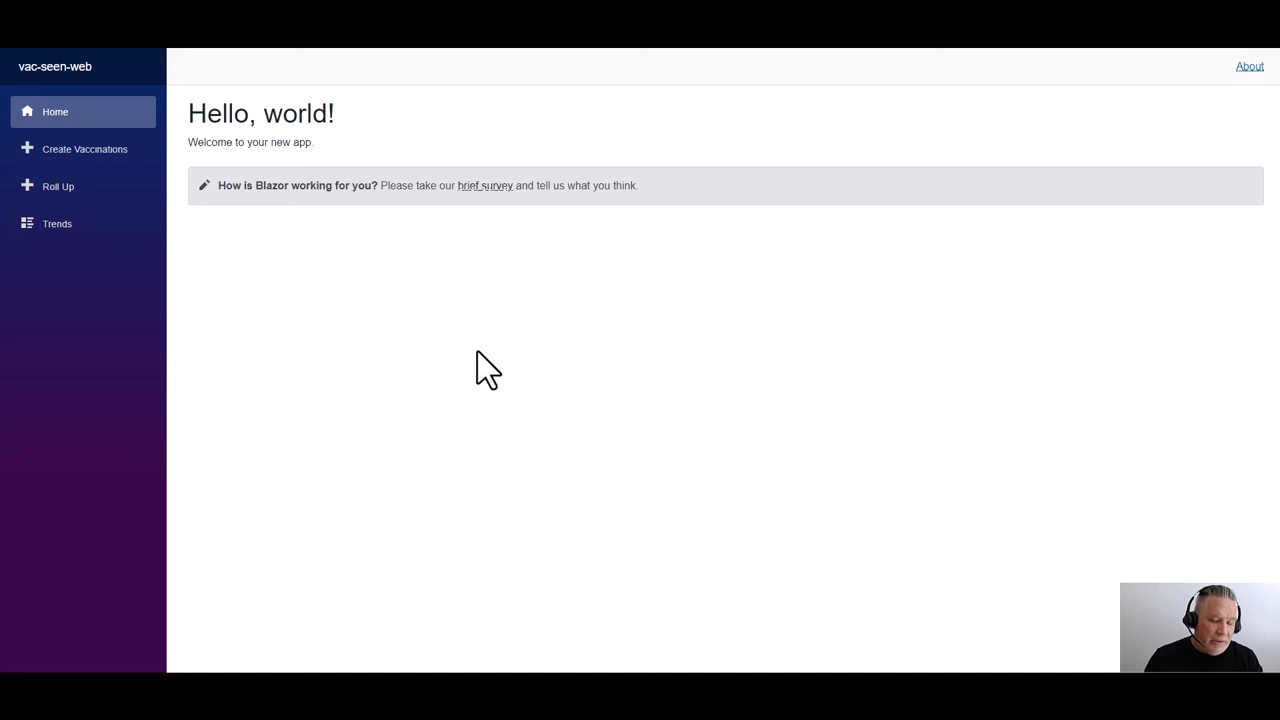 vac-seen-web
About
Home
Create Vaccinations
Roll Up
Trends
Hello, world!
Welcome to your new app.
How is Blazor working for you? Please take our brief survey and tell us what you think.